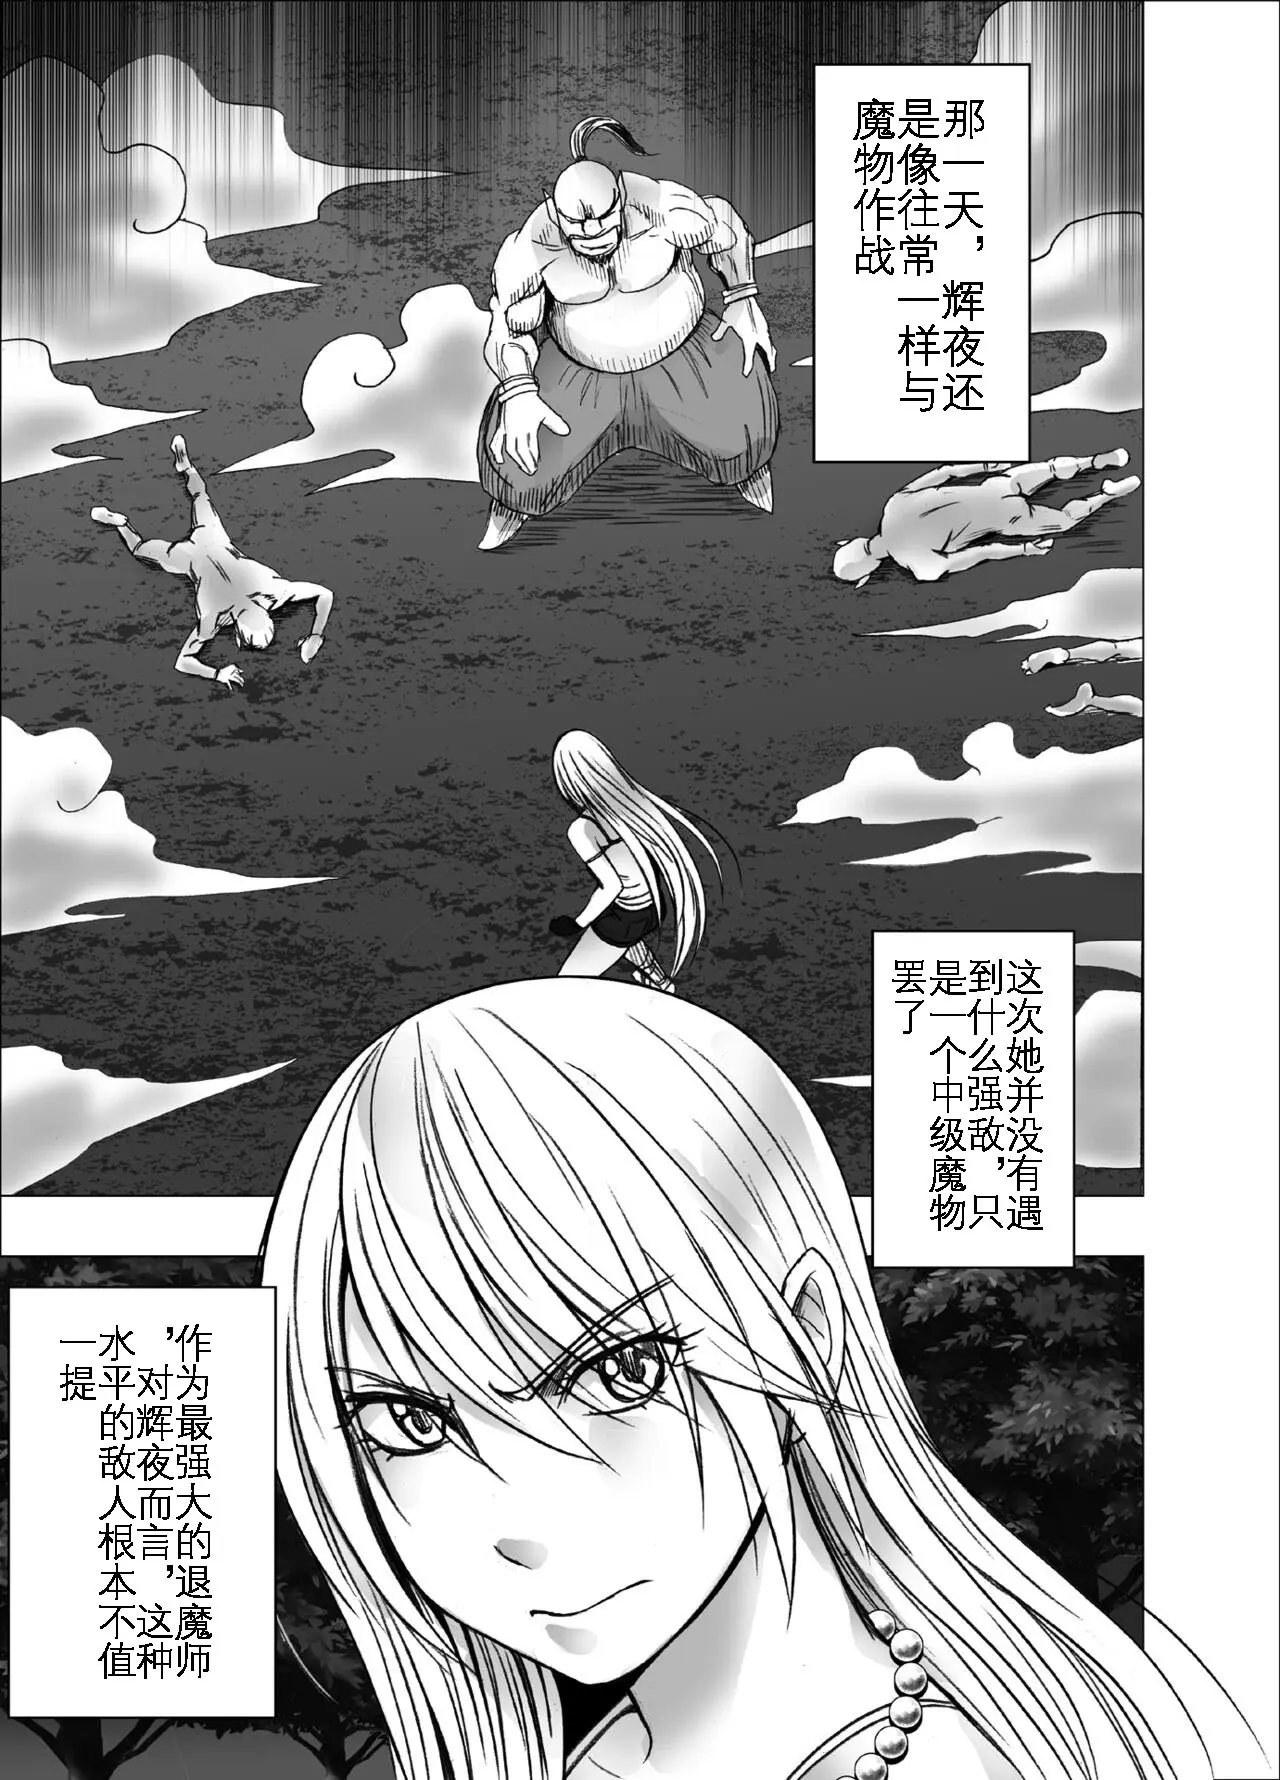 那一天，辉夜还
是像往常一样与
魔物作战
这次她并没有遇
到什么强敌，只
是一个中级魔物
罢了
作为最强大的退魔师
，对辉夜而言，这种
水平的敌人根本不值
一提